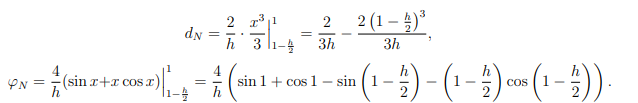 d_N = \frac{2}{h} \cdot \frac{x^3}{3} \Big|_{1-\frac{h}{2}}^{1} = \frac{2}{3h} - \frac{2\left(1-\frac{h}{2}\right)^3}{3h},
\varphi_N = \frac{4}{h}(\sin x + x \cos x)\Big|_{1-\frac{h}{2}}^{1} = \frac{4}{h}\left(\sin 1 + \cos 1 - \sin\left(1-\frac{h}{2}\right) - \left(1-\frac{h}{2}\right)\cos\left(1-\frac{h}{2}\right)\right).